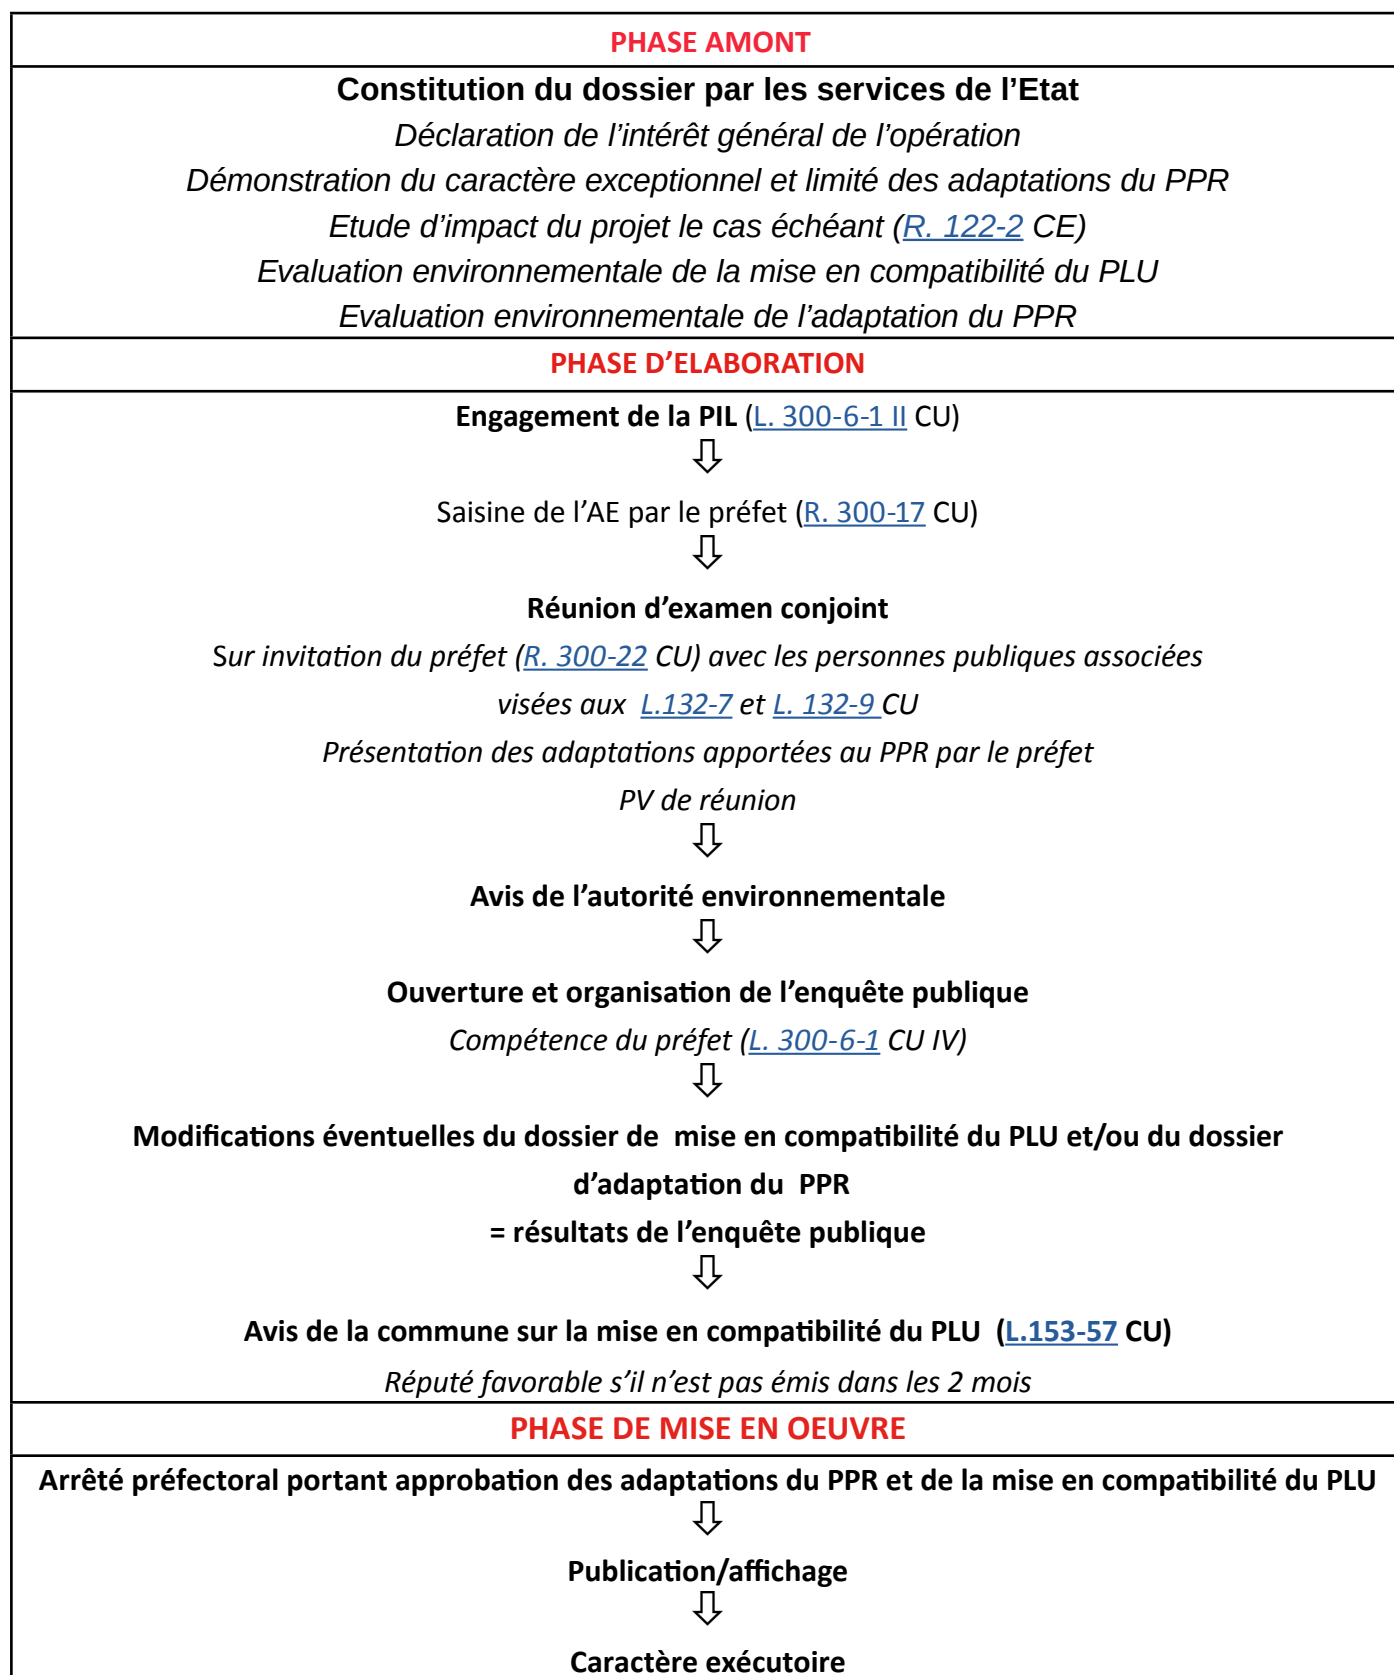 PHASE AMONT
Constitution du dossier par les services de l’Etat
Déclaration de l’intérêt général de l’opération
Démonstration du caractère exceptionnel et limité des adaptations du PPR
Etude d’impact du projet le cas échéant (R. 122-2 CE)
Evaluation environnementale de la mise en compatibilité du PLU
Evaluation environnementale de l’adaptation du PPR
PHASE D’ELABORATION
Engagement de la PIL (L. 300-6-1 II CU)
Saisine de l’AE par le préfet (R. 300-17 CU)
Réunion d’examen conjoint
Sur invitation du préfet (R. 300-22 CU) avec les personnes publiques associées
visées aux L.132-7 et L. 132-9 CU
Présentation des adaptations apportées au PPR par le préfet
PV de réunion
Avis de l’autorité environnementale
Ouverture et organisation de l’enquête publique
Compétence du préfet (L. 300-6-1 CU IV)
Modifications éventuelles du dossier de mise en compatibilité du PLU et/ou du dossier
d’adaptation du PPR
= résultats de l’enquête publique
Avis de la commune sur la mise en compatibilité du PLU (L.153-57 CU)
Réputé favorable s’il n’est pas émis dans les 2 mois
PHASE DE MISE EN OEUVRE
Arrêté préfectoral portant approbation des adaptations du PPR et de la mise en compatibilité du PLU
Publication/affichage
Caractère exécutoire